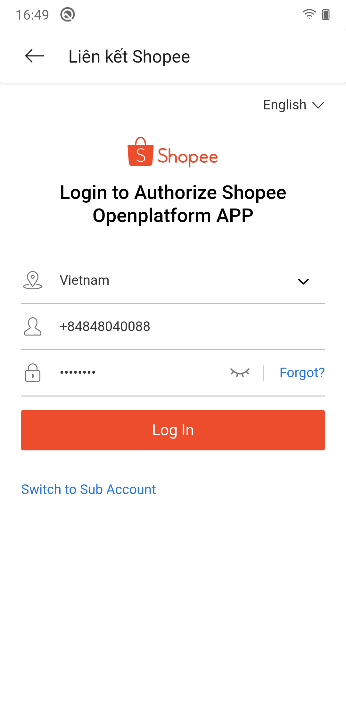 16:49
Liên kết Shopee
English
Shopee
Login to Authorize Shopee
Openplatform APP
Vietnam
+84848040088
••••••••
Forgot?
Log In
Switch to Sub Account